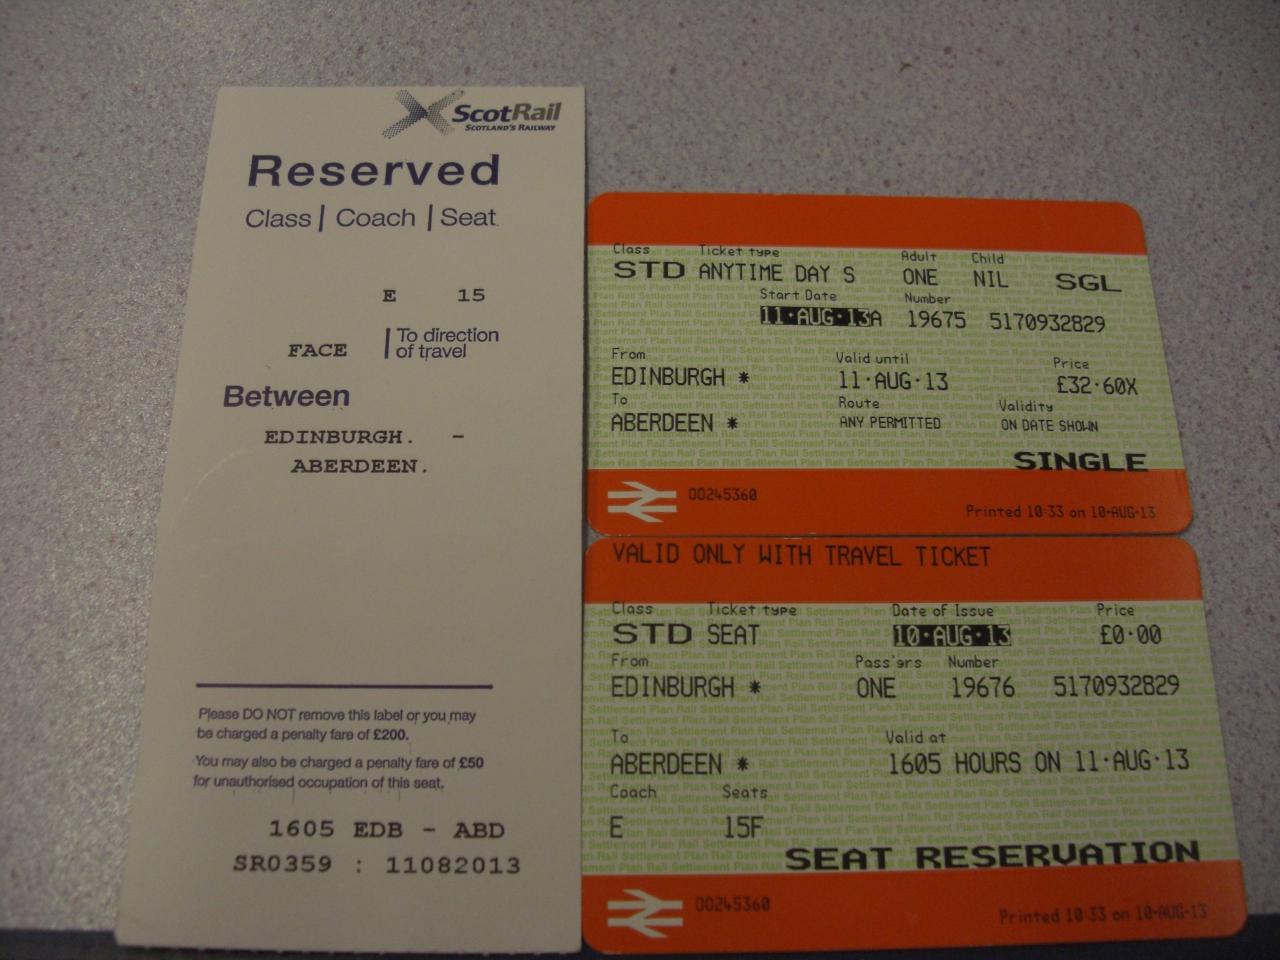 ScotRail
SCOTLAND'S RAILWAY
Reserved
Class | Coach | Seat
E 15
FACE | To direction
of travel
Between
EDINBURGH. -
ABERDEEN.
Please DO NOT remove this label or you may
be charged a penalty fare of £200.
You may also be charged a penalty fare of £50
for unauthorised occupation of this seat.
1605 EDB - ABD
SR0359 : 11082013
Class Ticket type Adult Child
STD ANYTIME DAY S ONE NIL SGL
Start Date Number
11·AUG·13A 19675 5170932829
From Valid until Price
EDINBURGH * 11·AUG·13 £32·60X
To Route Validity
ABERDEEN * ANY PERMITTED ON DATE SHOWN
SINGLE
00245360 Printed 10:33 on 10-AUG-13
VALID ONLY WITH TRAVEL TICKET
Class Ticket type Date of Issue Price
STD SEAT 10·AUG·13 £0·00
From Pass'ers Number
EDINBURGH * ONE 19676 5170932829
To Valid at
ABERDEEN * 1605 HOURS ON 11·AUG·13
Coach Seats
E 15F
SEAT RESERVATION
00245360 Printed 10:33 on 10-AUG-13